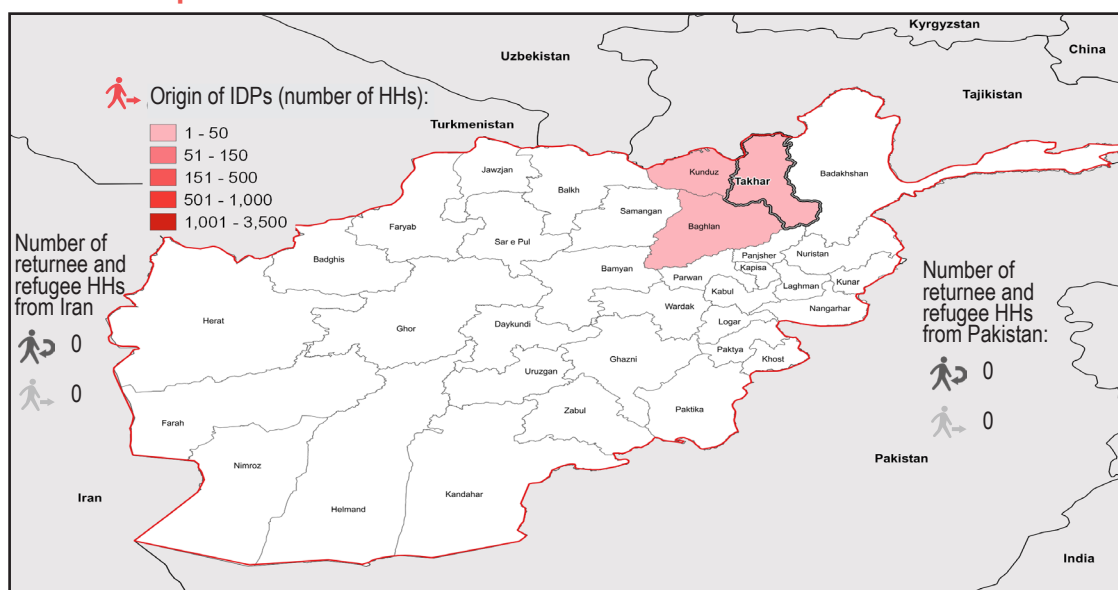 Kyrgyzstan
China
Uzbekistan
Tajikistan
Turkmenistan
Origin of IDPs (number of HHs):
1 - 50
51 - 150
151 - 500
501 - 1,000
1,001 - 3,500
Number of
returnee and
refugee HHs
from Iran
0
0
Jawzjan
Balkh
Kunduz
Takhar
Badakhshan
Faryab
Samangan
Sar e Pul
Baghlan
Badghis
Panjsher
Nuristan
Bamyan
Parwan
Kapisa
Kunar
Laghman
Kabul
Wardak
Nangarhar
Herat
Ghor
Daykundi
Logar
Paktya
Khost
Ghazni
Uruzgan
Zabul
Paktika
Farah
Nimroz
Helmand
Kandahar
Number of
returnee and
refugee HHs
from Pakistan:
0
0
Iran
Pakistan
India